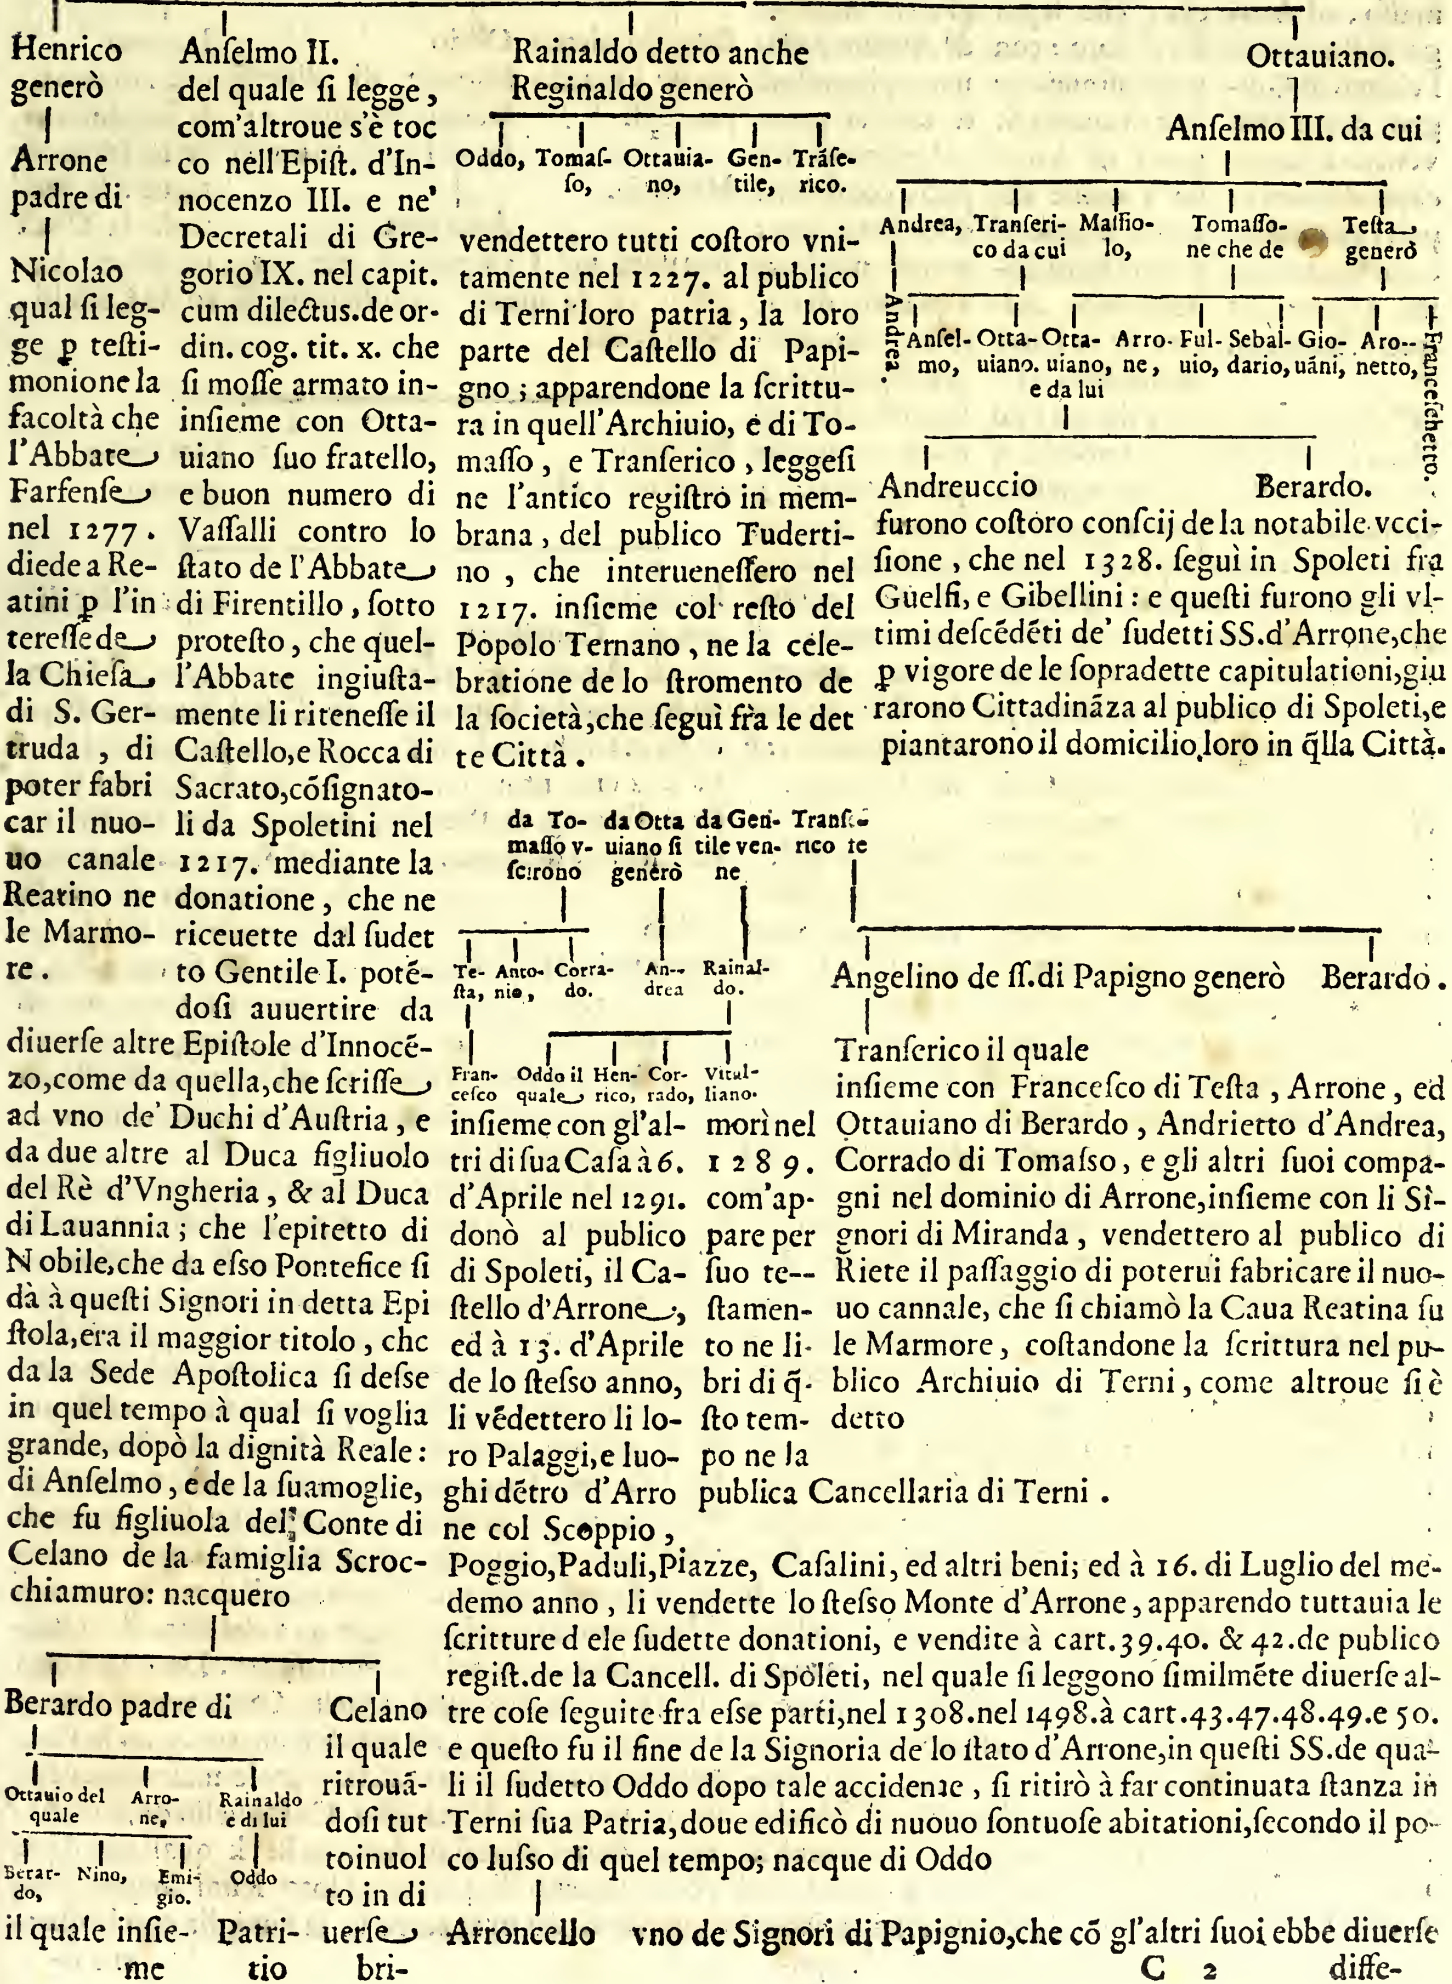 Henrico
generò
Arrone
padre di
Nicolao
qual si leg-
ge ꝑ testi-
monione la
facoltà che
l'Abbate
Farfense
nel 1277.
diede a Re-
atini ꝑ l'in
teresse de
la Chiesa
di S. Ger-
truda, di
poter fabri
car il nuo-
uo canale
Reatino ne
le Marmo-
re.
Anselmo II.
del quale si legge,
com'altroue s'è toc
co nell'Epist. d'In-
nocenzo III. e ne'
Decretali di Gre-
gorio IX. nel capit.
cum dilectus.de or-
din. cog. tit. x. che
si mosse armato in-
insieme con Otta-
uiano suo fratello,
e buon numero di
Vassalli contro lo
stato de l'Abbate
di Firentillo, sotto
protesto, che quel-
l'Abbate ingiusta-
mente li ritenesse il
Castello,e Rocca di
Sacrato,cõsignato-
li da Spoletini nel
1217. mediante la
donatione, che ne
riceuette dal sudet
to Gentile I. potẽ-
dosi auuertire da
diuerse altre Epistole d'Innocẽ-
zo,come da quella,che scrisse
ad vno de' Duchi d'Austria, e
da due altre al Duca figliuolo
del Rè d'Vngheria, & al Duca
di Lauannia; che l'epitetto di
Nobile,che da esso Pontefice si
dà à questi Signori in detta Epi
stola,era il maggior titolo, che
da la Sede Apostolica si desse
in quel tempo à qual si voglia
grande, dopò la dignità Reale:
di Anselmo, e de la suamoglie,
che fu figliuola del Conte di
Celano de la famiglia Scroc-
chiamuro: nacquero
Berardo padre di
Ottauio del
quale
Arro-
ne,
Rainaldo
e di lui
Berar-
do,
Nino,
Emi-
gio.
Oddo
il quale insie-
me
Patri-
tio
Celano
il quale
ritrouã-
dosi tut
toinuol
to in di
uerse
bri-
Rainaldo detto anche
Reginaldo generò
Oddo, Tomas- Ottauia- Gen- Trãse-
so, no, tile, rico.
vendettero tutti costoro vni-
tamente nel 1227. al publico
di Terni loro patria, la loro
parte del Castello di Papi-
gno; apparendone la scrittu-
ra in quell'Archiuio, e di To-
masso, e Transerico, leggesi
ne l'antico registro in mem-
brana, del publico Tuderti-
no, che interuenessero nel
1217. insieme col resto del
Popolo Ternano, ne la cele-
bratione de lo stromento de
la società,che seguì frà le det
te Città.
Ottauiano.
Anselmo III. da cui
Andrea, Transeri- Massio- Tomasso- Testa
co da cui lo, ne che de generò
Andrea.
Ansel- Otta- Otta- Arro- Ful- Sebal- Gio- Aro--
mo, uiano. uiano, ne, uio, dario, uãni, netto,
e da lui
Franceschetto.
Andreuccio Berardo.
furono costoro conscij de la notabile vcci-
sione, che nel 1328. seguì in Spoleti fra
Guelfi, e Gibellini: e questi furono gli vl-
timi descẽdẽti de' sudetti SS.d'Arrone,che
ꝑ vigore de le sopradette capitulationi,giu
rarono Cittadinãza al publico di Spoleti,e
piantarono il domicilio loro in q̃lla Città.
da To- da Otta da Gen- Transe-
masso v- uiano si tile ven- rico te
scirono generò ne
Te- Anto- Corra- An-- Rainal-
sta, nio, do. drea do.
Fran- Oddo il Hen- Cor- Vital-
cesco quale rico, rado, liano.
insieme con gl'al-
tri di sua Casa à 6.
d'Aprile nel 1291.
donò al publico
di Spoleti, il Ca-
stello d'Arrone,
ed à 13. d'Aprile
de lo stesso anno,
li vẽdettero li lo-
ro Palaggi,e luo-
ghi dẽtro d'Arro
ne col Scoppio,
morì nel
1289.
com'ap-
pare per
suo te--
stamen-
to ne li-
bri di q̃-
sto tem-
po ne la
publica Cancellaria di Terni.
Angelino de ss.di Papigno generò Berardo.
Transerico il quale
insieme con Francesco di Testa, Arrone, ed
Ottauiano di Berardo, Andrietto d'Andrea,
Corrado di Tomasso, e gli altri suoi compa-
gni nel dominio di Arrone,insieme con li Si-
gnori di Miranda, vendettero al publico di
Riete il passaggio di poterui fabricare il nuo-
uo cannale, che si chiamò la Caua Reatina su
le Marmore, costandone la scrittura nel pu-
blico Archiuio di Terni, come altroue si è
detto
Poggio,Paduli,Piazze, Casalini, ed altri beni; ed à 16. di Luglio del me-
demo anno, li vendette lo stesso Monte d'Arrone, apparendo tuttauia le
scritture d ele sudette donationi, e vendite à cart.39.40. & 42.de publico
regist.de la Cancell. di Spoleti, nel quale si leggono similmẽte diuerse al-
tre cose seguite fra esse parti,nel 1308.nel 1498.à cart.43.47.48.49.e 50.
e questo fu il fine de la Signoria de lo stato d'Arrone,in questi SS.de qua-
li il sudetto Oddo dopo tale accidente, si ritirò à far continuata stanza in
Terni sua Patria,doue edificò di nuouo sontuose abitationi,secondo il po-
co lusso di quel tempo; nacque di Oddo
Arroncello vno de Signori di Papignio,che cõ gl'altri suoi ebbe diuerse
C 2 diffe-